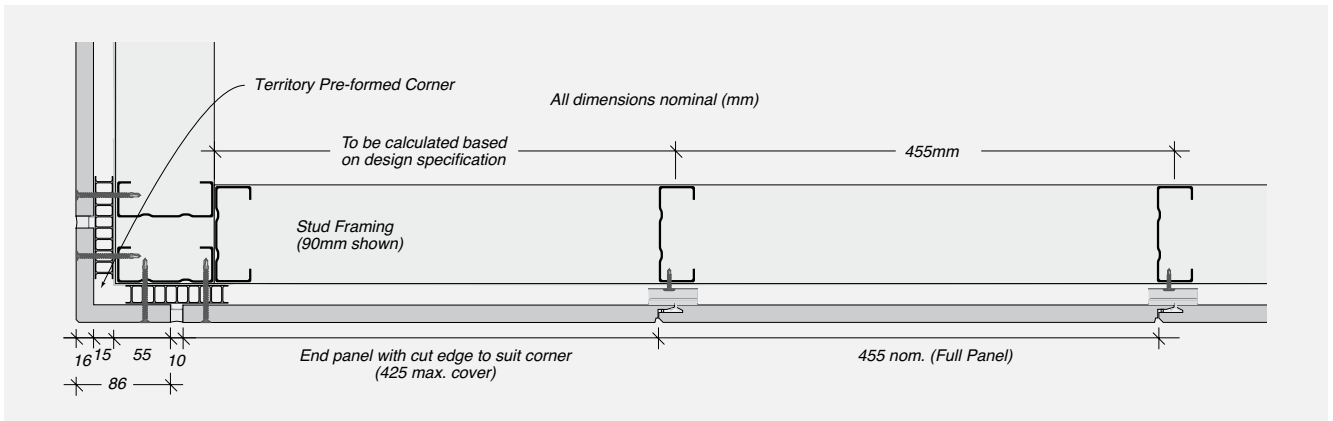 Territory Pre-formed Corner
All dimensions nominal (mm)
To be calculated based
on design specification
455mm
Stud Framing
(90mm shown)
16
15
55
10
End panel with cut edge to suit corner
(425 max. cover)
455 nom. (Full Panel)
86